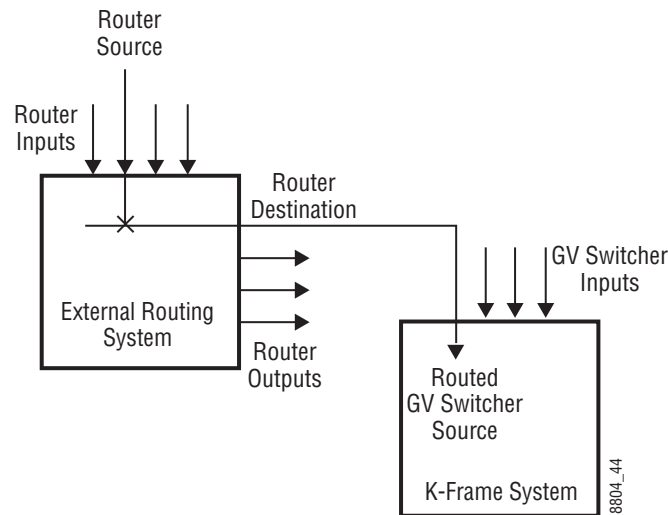 Router
Source
Router
Inputs
Router
Destination
GV Switcher
Inputs
External Routing
System
Router
Outputs
Routed
GV Switcher
Source
K-Frame System
8804_44